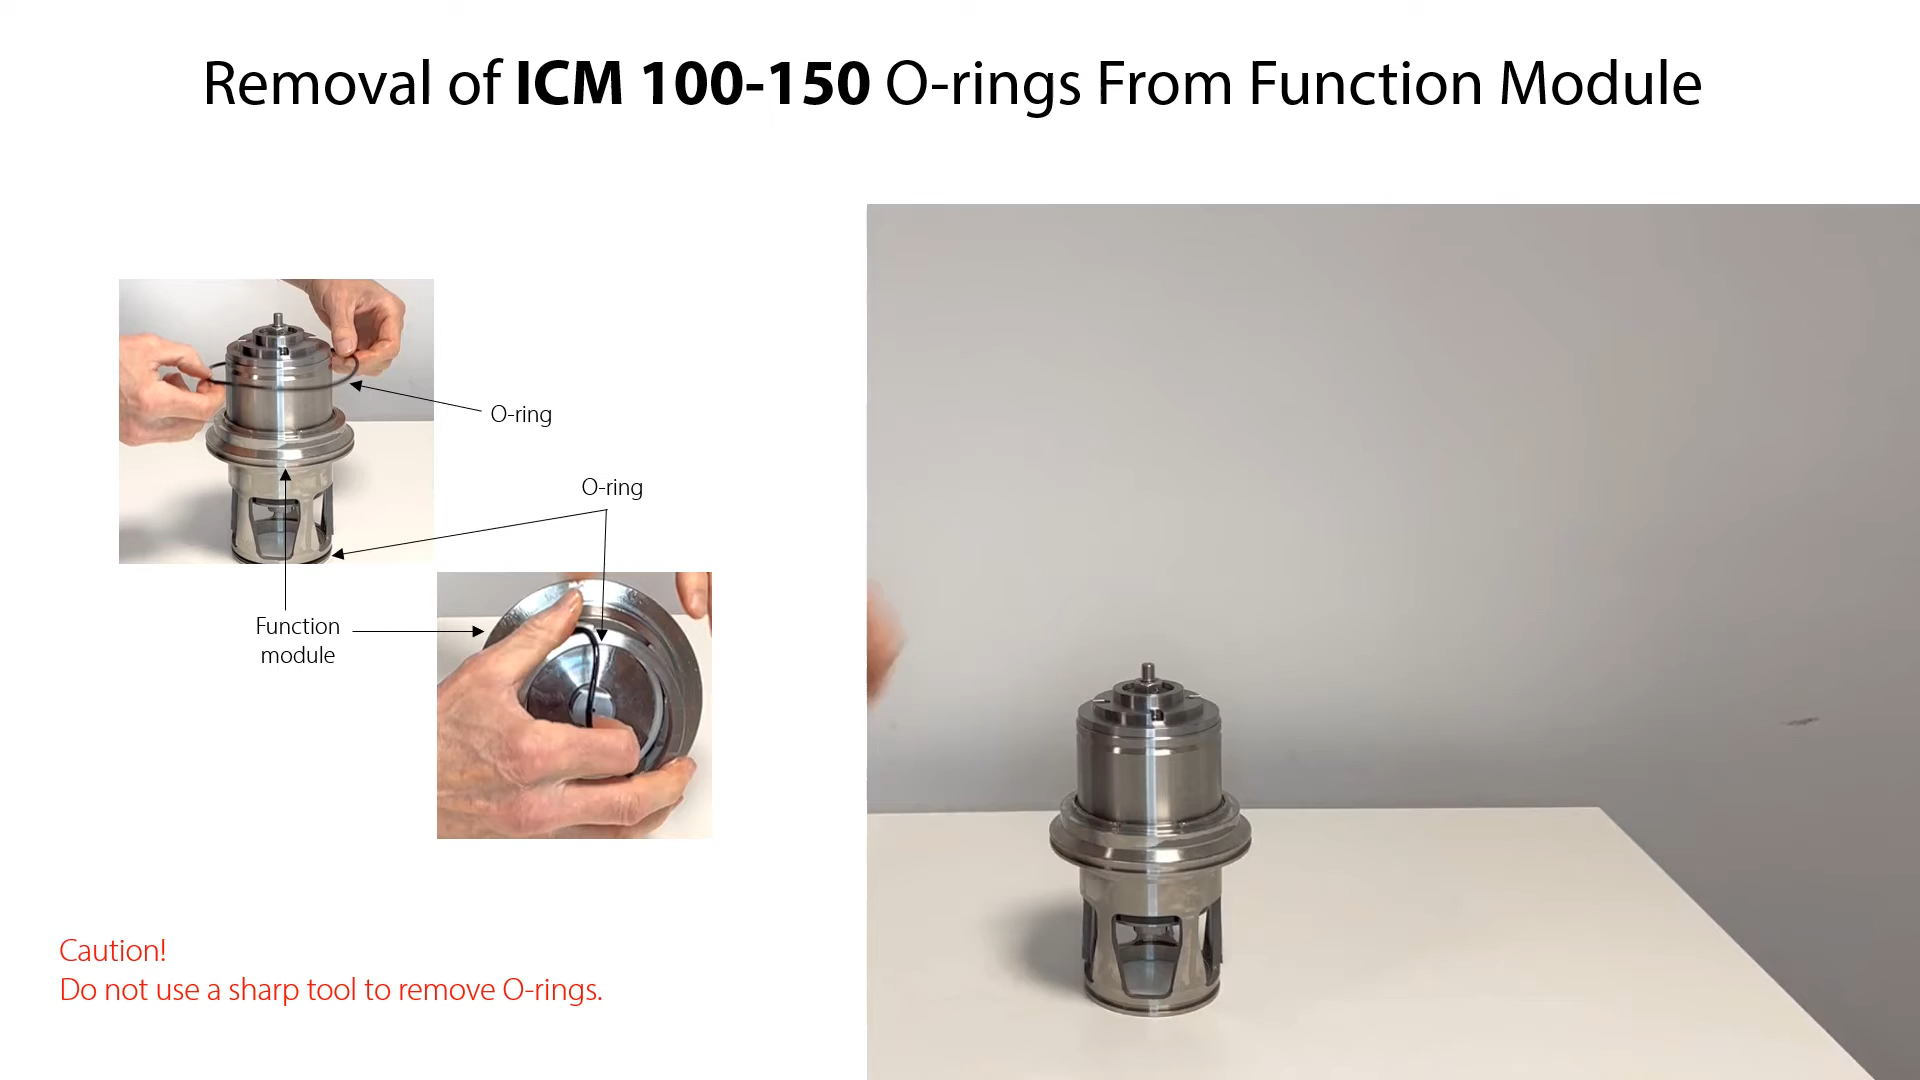 Removal of ICM 100-150 O-rings From Function Module
O-ring
O-ring
Function
module
Caution!
Do not use a sharp tool to remove O-rings.